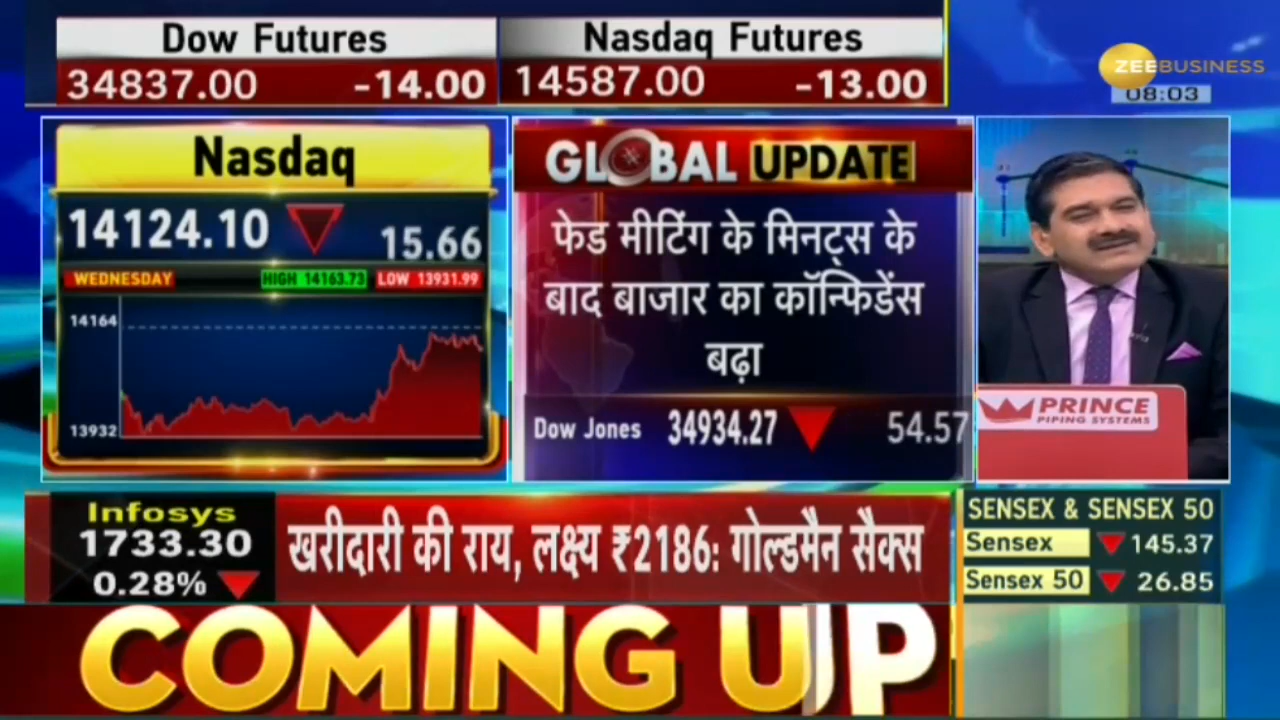 Dow Futures
34837.00 -14.00
Nasdaq Futures
14587.00 -13.00
ZEEBUSINESS
08:03
Nasdaq
14124.10 15.66
WEDNESDAY HIGH 14163.73 LOW 13931.99
14164
13932
GLOBAL UPDATE
फेड मीटिंग के मिनट्स के
बाद बाजार का कॉन्फिडेंस
बढ़ा
Dow Jones 34934.27 54.57
PRINCE
PIPING SYSTEMS
Infosys
1733.30
0.28%
खरीदारी की राय, लक्ष्य ₹2186: गोल्डमैन सैक्स
SENSEX & SENSEX 50
Sensex 145.37
Sensex 50 26.85
COMING UP